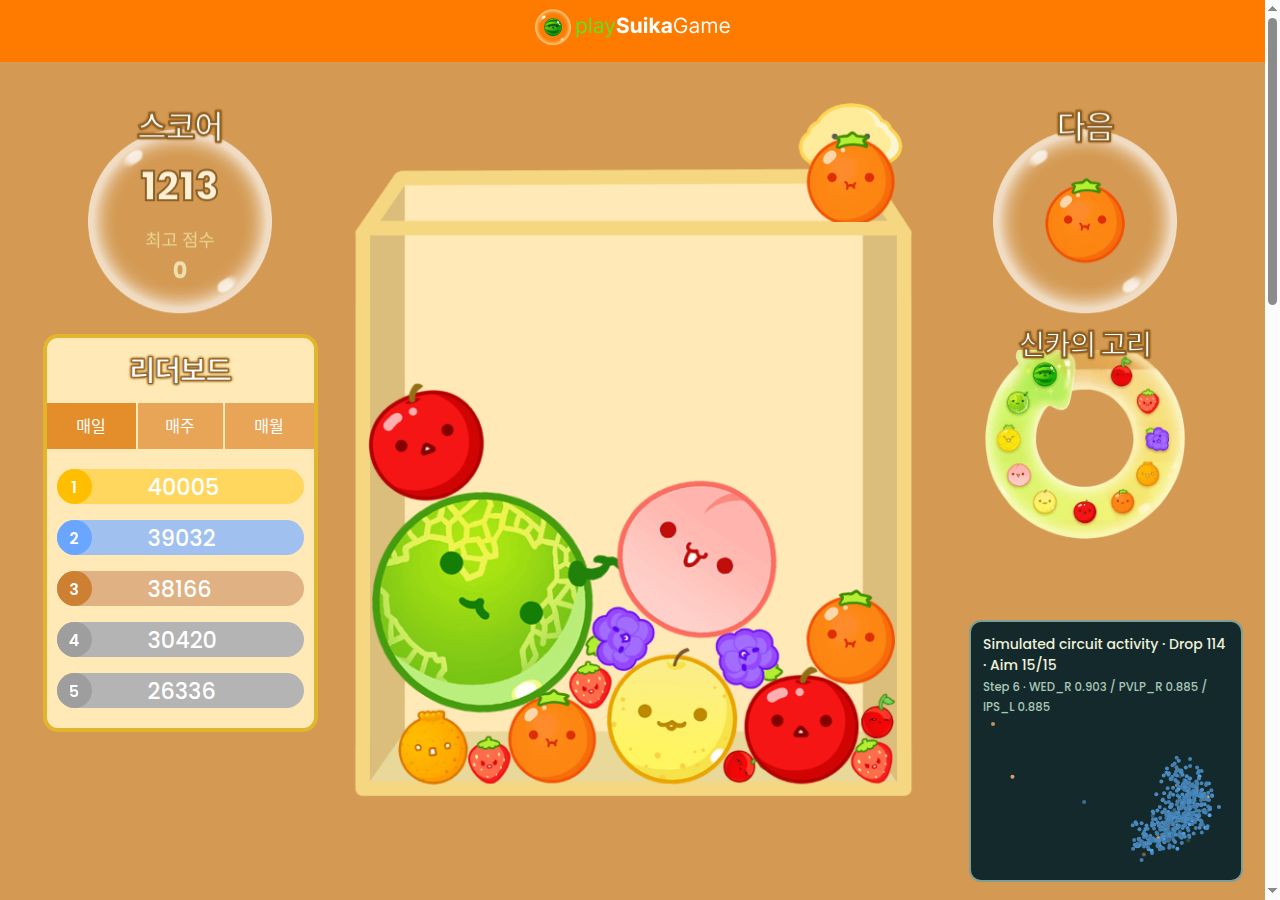 playSuikaGame
스코어
1213
최고 점수
0
다음
리더보드
매일 매주 매월
1 40005
2 39032
3 38166
4 30420
5 26336
신카의 고리
Simulated circuit activity · Drop 114
· Aim 15/15
Step 6 · WED_R 0.903 / PVLP_R 0.885 /
IPS_L 0.885